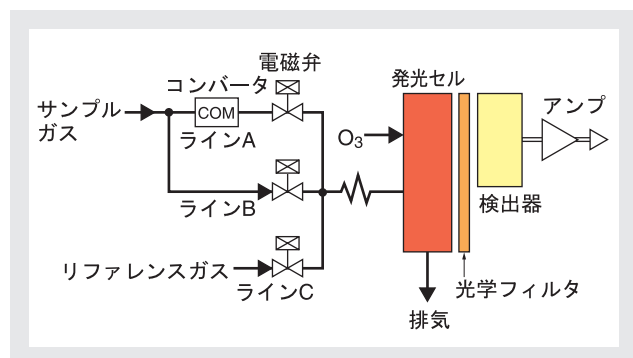 電磁弁
コンバータ
発光セル
サンプル
ガス
COM
アンプ
ラインA
O3
ラインB
検出器
リファレンスガス
ラインC
光学フィルタ
排気